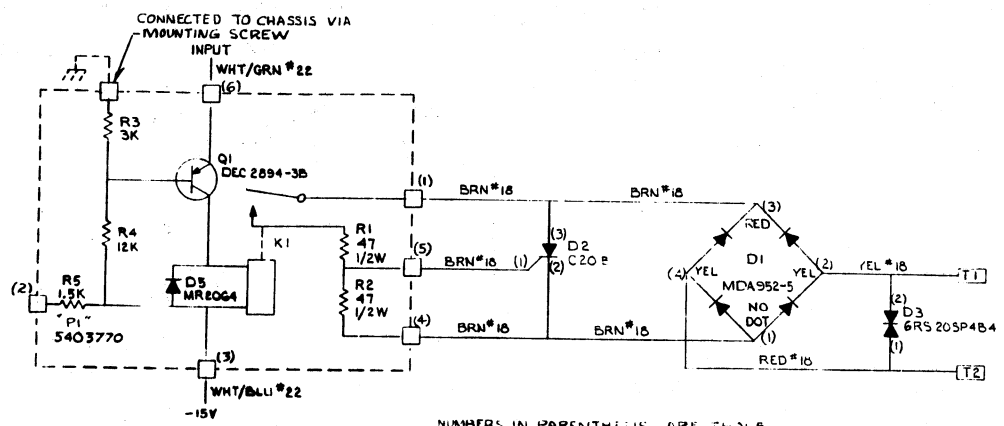 CONNECTED TO CHASSIS VIA
MOUNTING SCREW
INPUT
WHT/GRN #22
(6)
R3
3K
Q1
DEC 2894-3B
(1)
BRN #18
BRN #18
(3)
RED
R1
47
1/2W
K1
R4
12K
(5)
BRN #18
(1)
(3)
D2
C20B
(2)
(4)
YEL
D1
YEL
(2)
YEL #18
T1
MDA952-5
(2)
R5
1.5K
"P1"
5403770
D5
MR2064
R2
47
1/2W
NO
DOT
(2)
D3
6RS20SP4B4
(4)
BRN #18
BRN #18
(1)
(1)
RED #18
T2
(3)
WHT/BLU #22
-15V
NUMBERS IN PARENTHESIS ARE